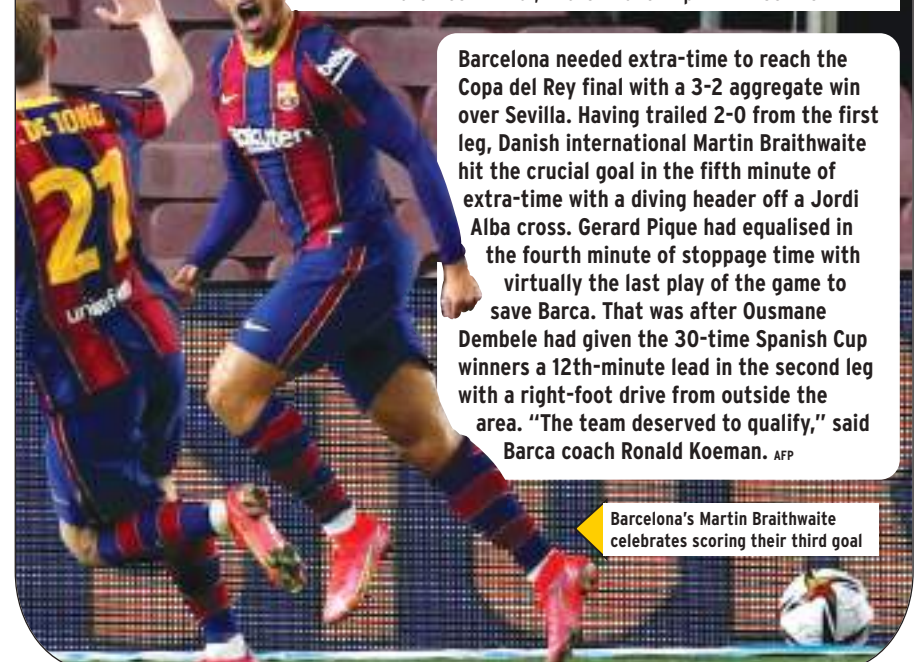 Barcelona needed extra-time to reach the
Copa del Rey final with a 3-2 aggregate win
over Sevilla. Having trailed 2-0 from the first
leg, Danish international Martin Braithwaite
hit the crucial goal in the fifth minute of
extra-time with a diving header off a Jordi
Alba cross. Gerard Pique had equalised in
the fourth minute of stoppage time with
virtually the last play of the game to
save Barca. That was after Ousmane
Dembele had given the 30-time Spanish Cup
winners a 12th-minute lead in the second leg
with a right-foot drive from outside the
area. “The team deserved to qualify,” said
Barca coach Ronald Koeman. AFP
Barcelona's Martin Braithwaite
celebrates scoring their third goal
DE JONG
21
unicef
beko
Rakuten